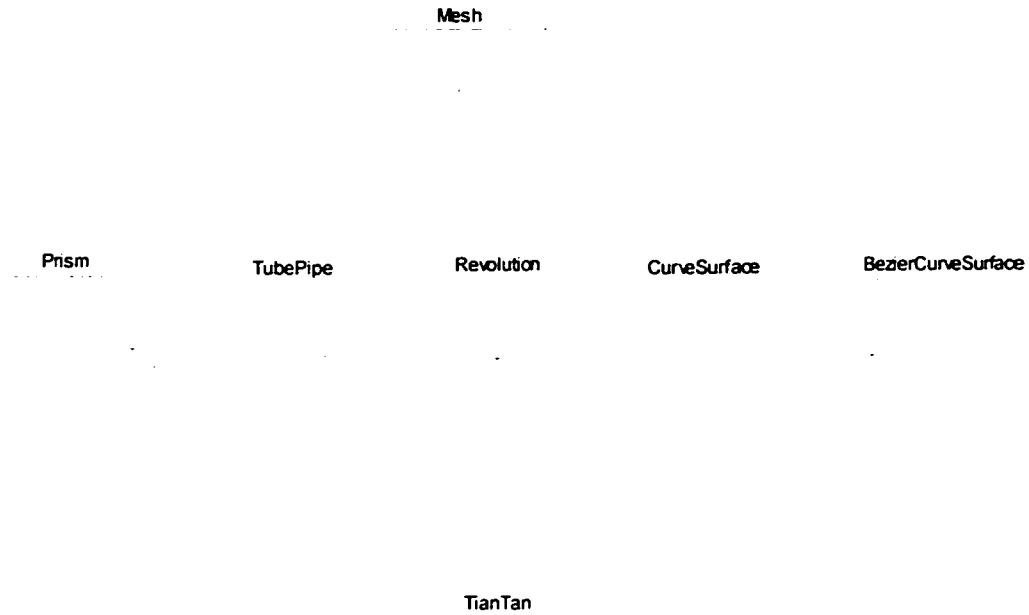 Mesh
Prism
TubePipe
Revolution
CurveSurface
BezierCurveSurface
TianTan